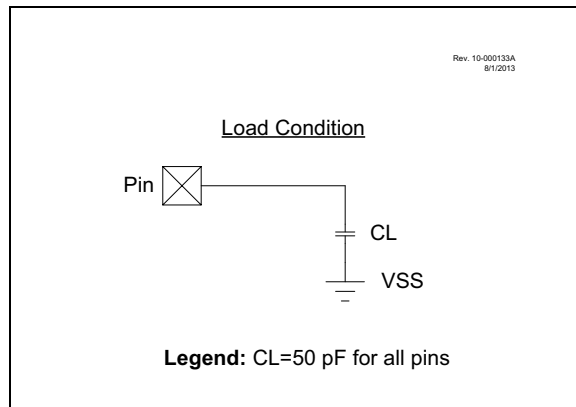 Rev. 10-000133A
8/1/2013
Load Condition
Pin
CL
VSS
Legend: CL=50 pF for all pins